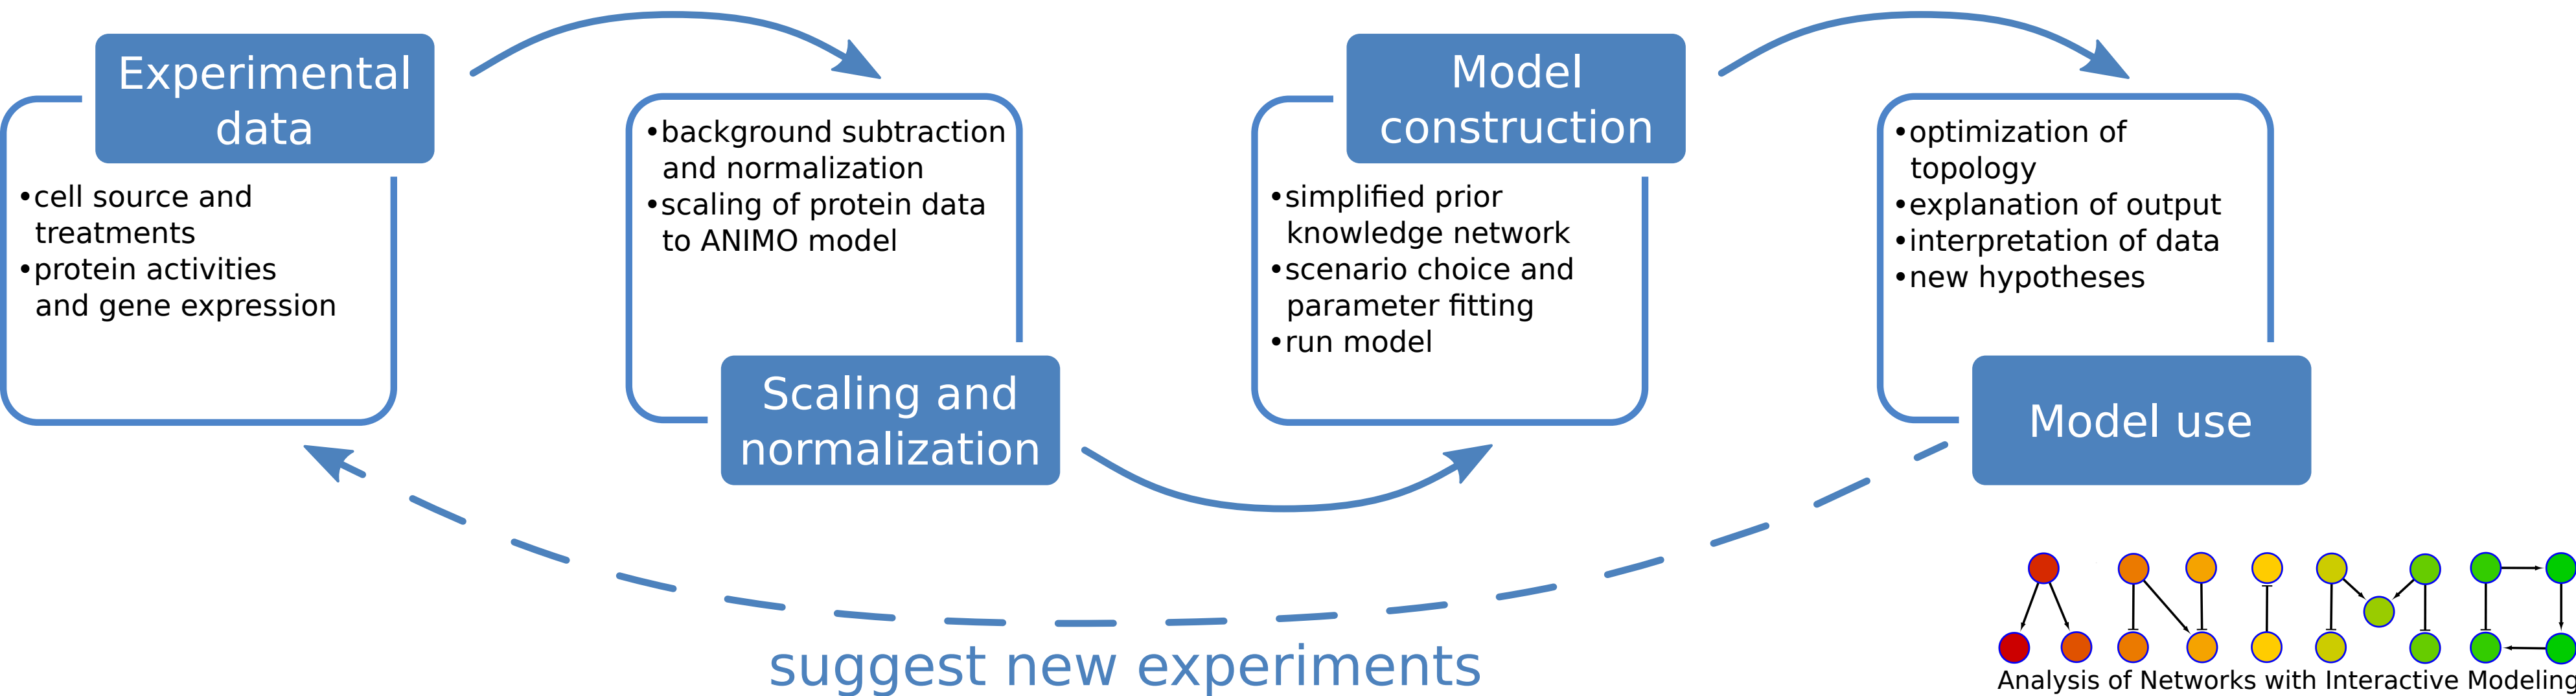 Experimental
data
•cell source and
treatments
•protein activities
and gene expression
•background subtraction
and normalization
•scaling of protein data
to ANIMO model
Scaling and
normalization
Model
construction
•simplified prior
knowledge network
•scenario choice and
parameter fitting
•run model
•optimization of
topology
•explanation of output
•interpretation of data
•new hypotheses
Model use
suggest new experiments
ANIMO
Analysis of Networks with Interactive Modeling